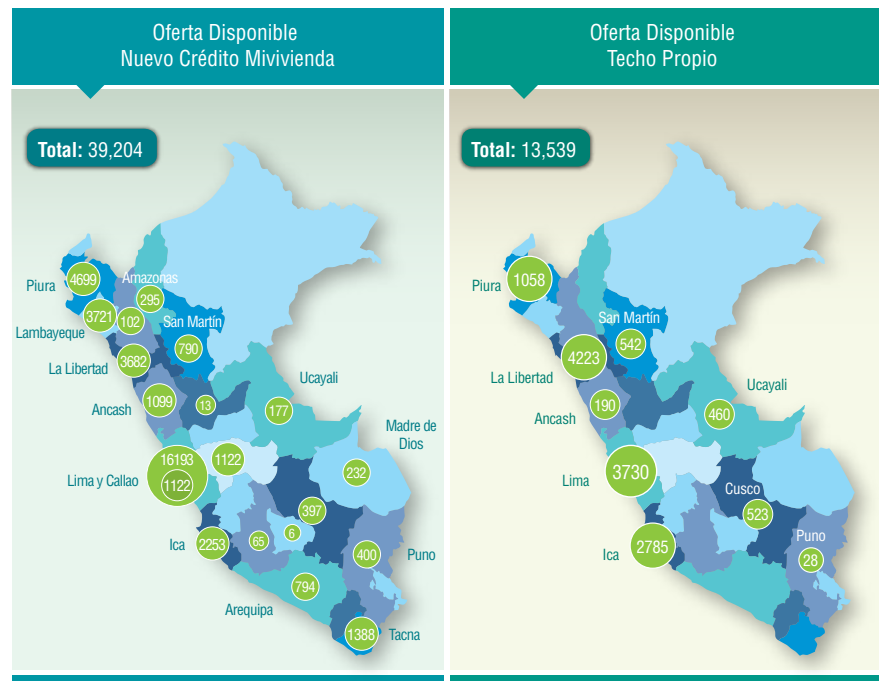 Oferta Disponible
Nuevo Crédito Mivivienda
Total: 39,204
Piura
4699
Amazonas
295
3721
102
Lambayeque
San Martín
790
La Libertad
3682
Ancash
1099
13
Ucayali
177
Madre de
Dios
232
Lima y Callao
16193
1122
1122
397
Ica
2253
65
6
400
Puno
794
Arequipa
1388
Tacna
Oferta Disponible
Techo Propio
Total: 13,539
Piura
1058
San Martín
542
4223
La Libertad
Ancash
190
Ucayali
460
Lima
3730
Cusco
523
Ica
2785
Puno
28